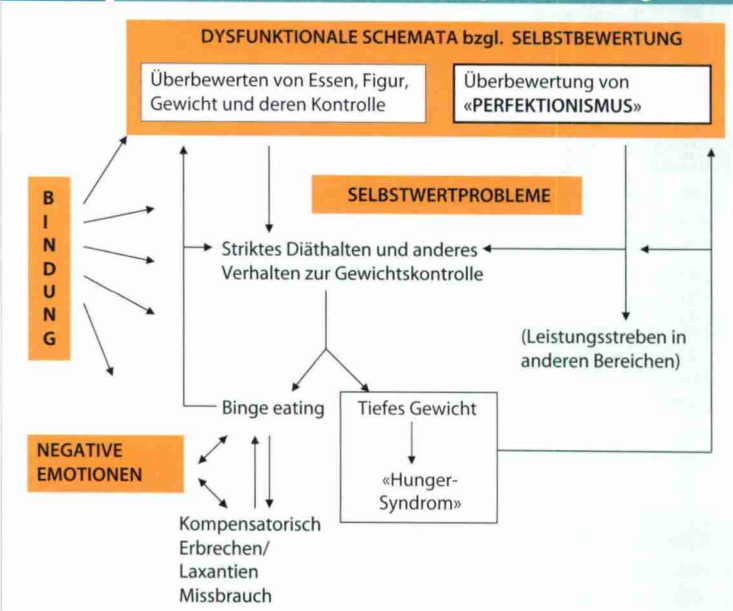 DYSFUNKTIONALE SCHEMATA bzgl. SELBSTBEWERTUNG
Überbewerten von Essen, Figur,
Gewicht und deren Kontrolle
Überbewertung von
«PERFEKTIONISMUS»
BINDUNG
SELBSTWERTPROBLEME
Striktes Diäthalten und anderes
Verhalten zur Gewichtskontrolle
(Leistungsstreben in
anderen Bereichen)
Binge eating
Tiefes Gewicht
«Hunger-
Syndrom»
NEGATIVE
EMOTIONEN
Kompensatorisch
Erbrechen/
Laxantien
Missbrauch